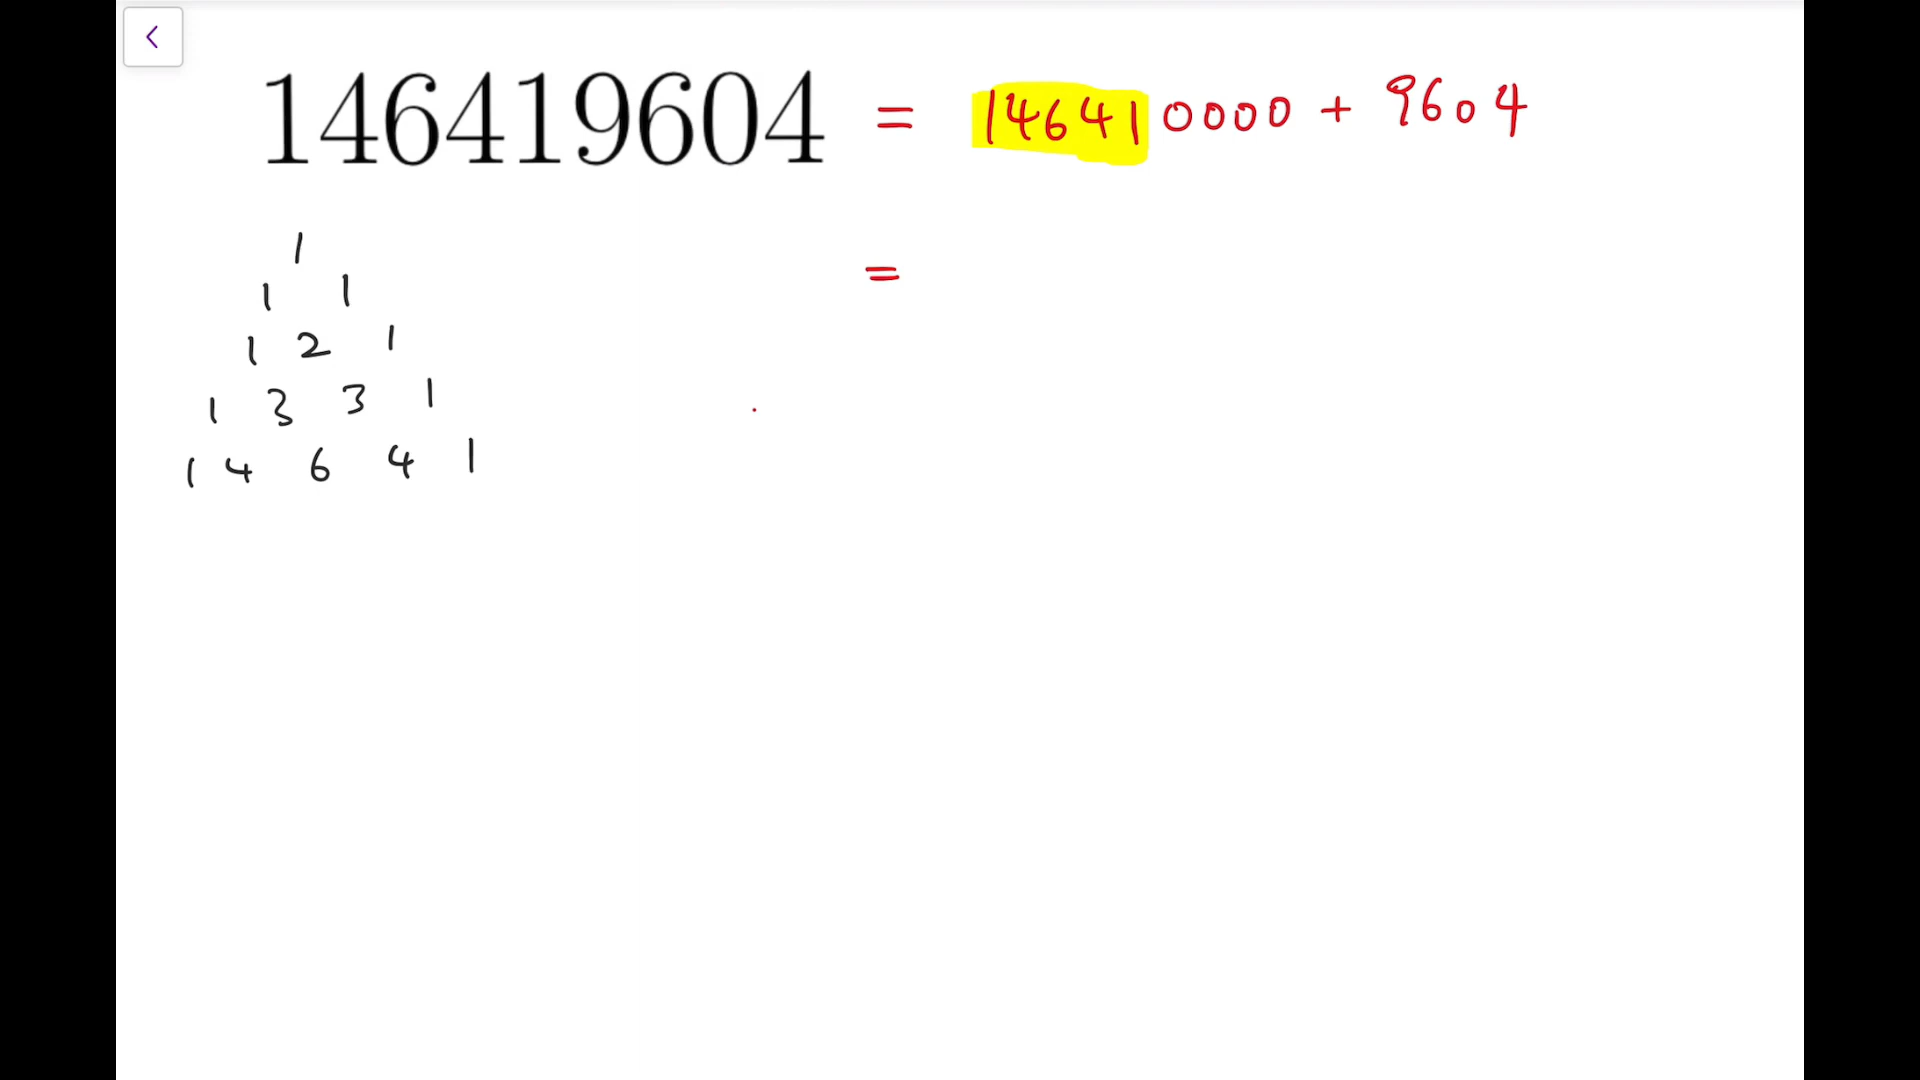 146419604 = 146410000 + 9604
=
1
1 1
1 2 1
1 3 3 1
1 4 6 4 1